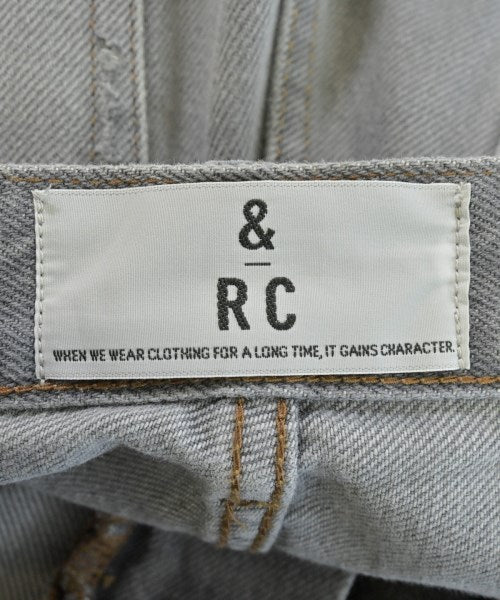 &
RC
WHEN WE WEAR CLOTHING FOR A LONG TIME, IT GAINS CHARACTER.